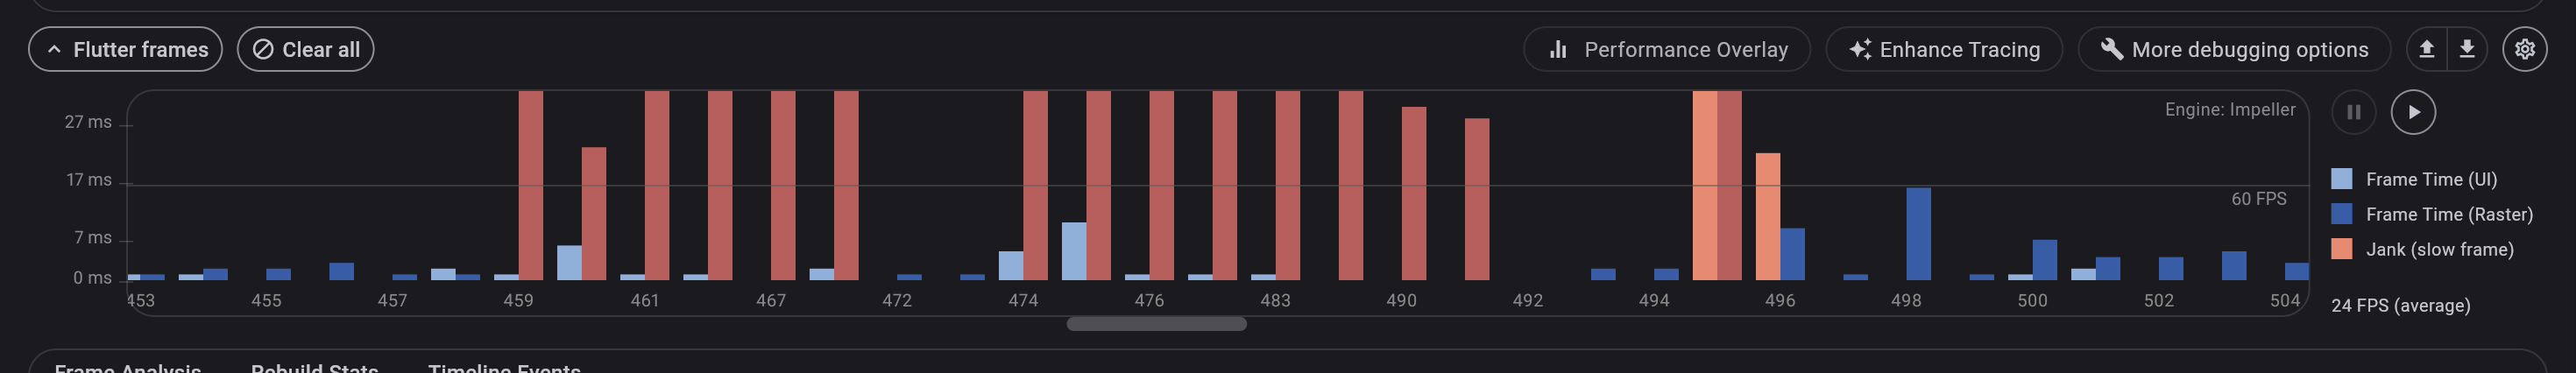 Flutter frames
Clear all
Performance Overlay
Enhance Tracing
More debugging options
27 ms
17 ms
7 ms
0 ms
Engine: Impeller
60 FPS
453 455 457 459 461 467 472 474 476 483 490 492 494 496 498 500 502 504
Frame Time (UI)
Frame Time (Raster)
Jank (slow frame)
24 FPS (average)
Frame Analysis
Rebuild Stats
Timeline Events